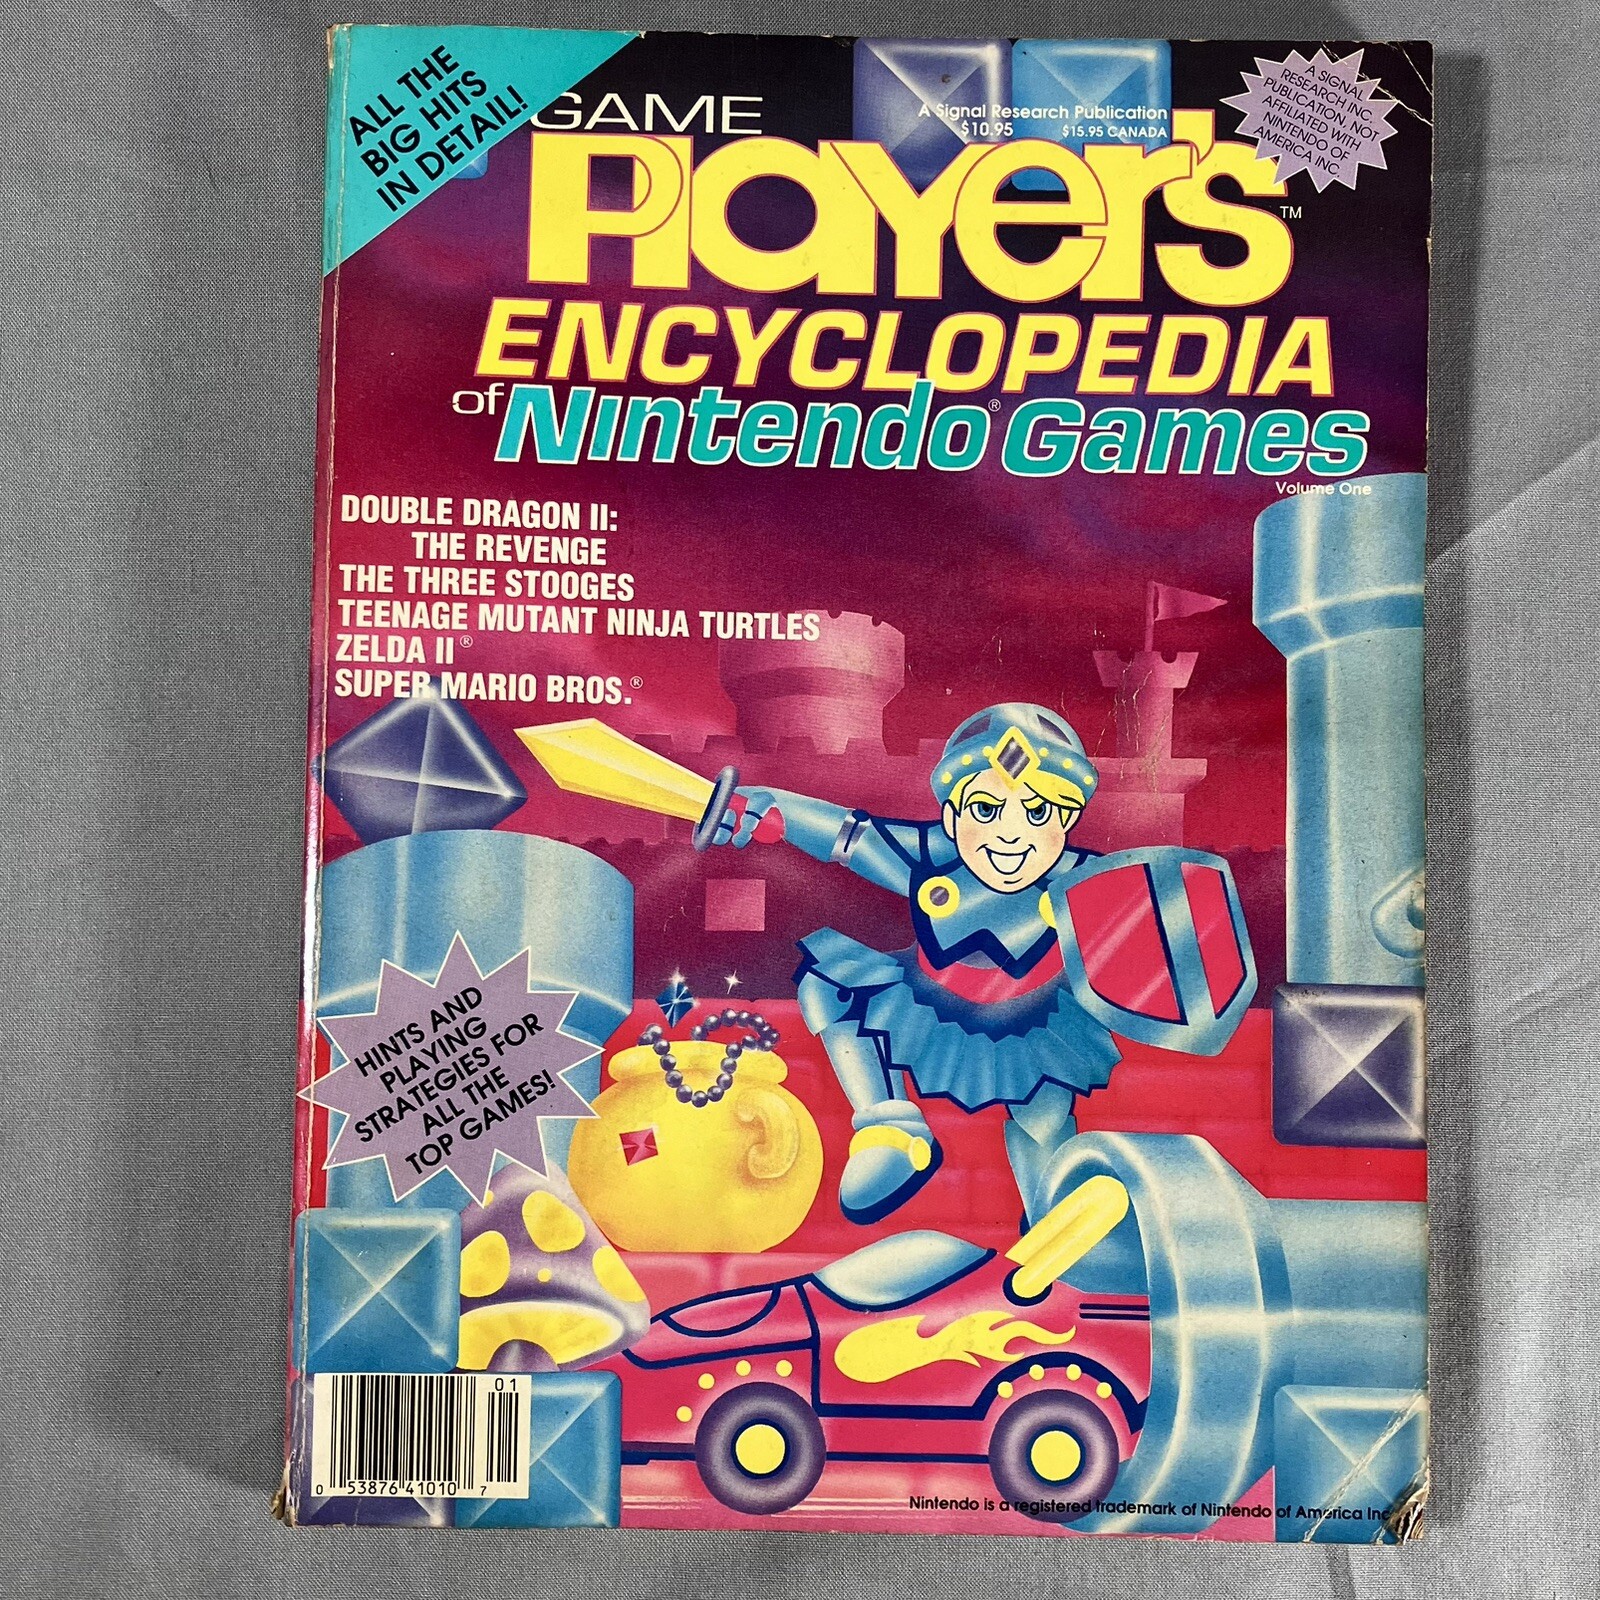 ALL THE
BIG HITS
IN DETAIL!
GAME
Player's™
ENCYCLOPEDIA
of Nintendo® Games
Volume One
A Signal Research Publication
$10.95 $15.95 CANADA
A SIGNAL
RESEARCH INC.
PUBLICATION, NOT
AFFILIATED WITH
NINTENDO OF
AMERICA INC.
DOUBLE DRAGON II:
THE REVENGE
THE THREE STOOGES
TEENAGE MUTANT NINJA TURTLES
ZELDA II®
SUPER MARIO BROS.®
HINTS AND
PLAYING
STRATEGIES FOR
ALL THE
TOP GAMES!
01
0 53876 41010 7
Nintendo is a registered trademark of Nintendo of America Inc.